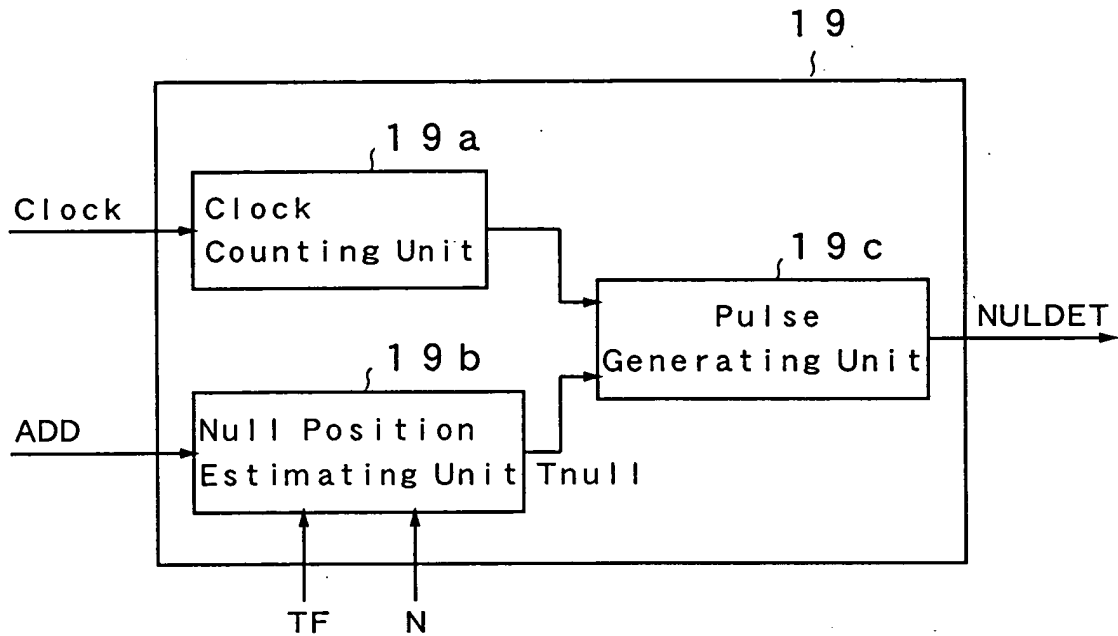 19
19a
Clock
Clock
Counting Unit
19c
Pulse
Generating Unit
NULDET
19b
ADD
Null Position
Estimating Unit
Tnull
TF
N